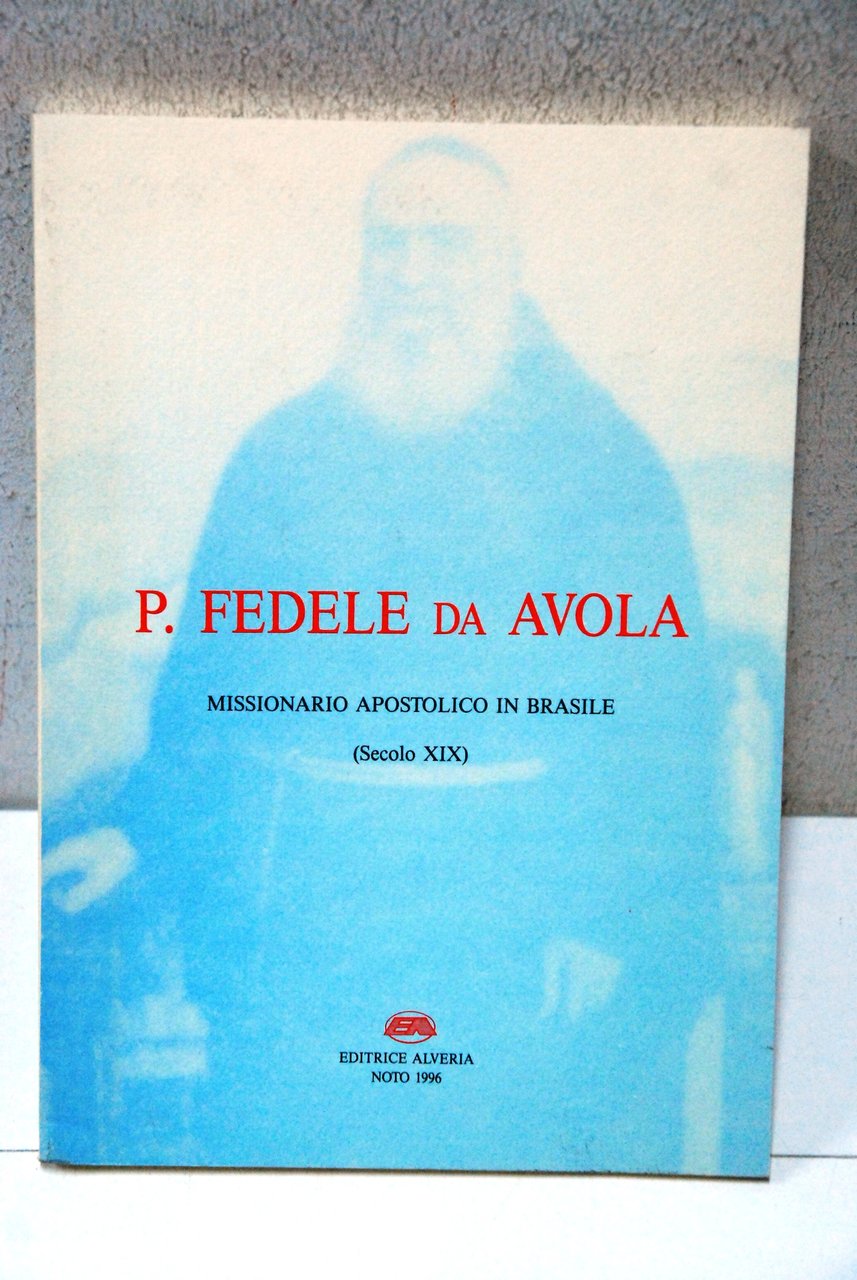 P. FEDELE DA AVOLA
MISSIONARIO APOSTOLICO IN BRASILE
(Secolo XIX)
EA
EDITRICE ALVERIA
NOTO 1996